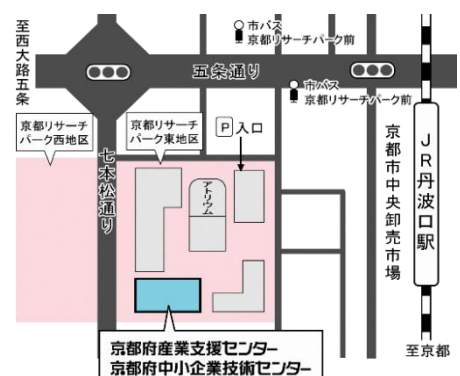 至西大路五条
市バス
京都リサーチパーク前
五条通り
市バス
京都リサーチパーク前
京都リサーチ
パーク西地区
京都リサーチ
パーク東地区
P 入口
七本松通り
アトリウム
京都市中央卸売市場
JR丹波口駅
至京都
京都府産業支援センター
京都府中小企業技術センター